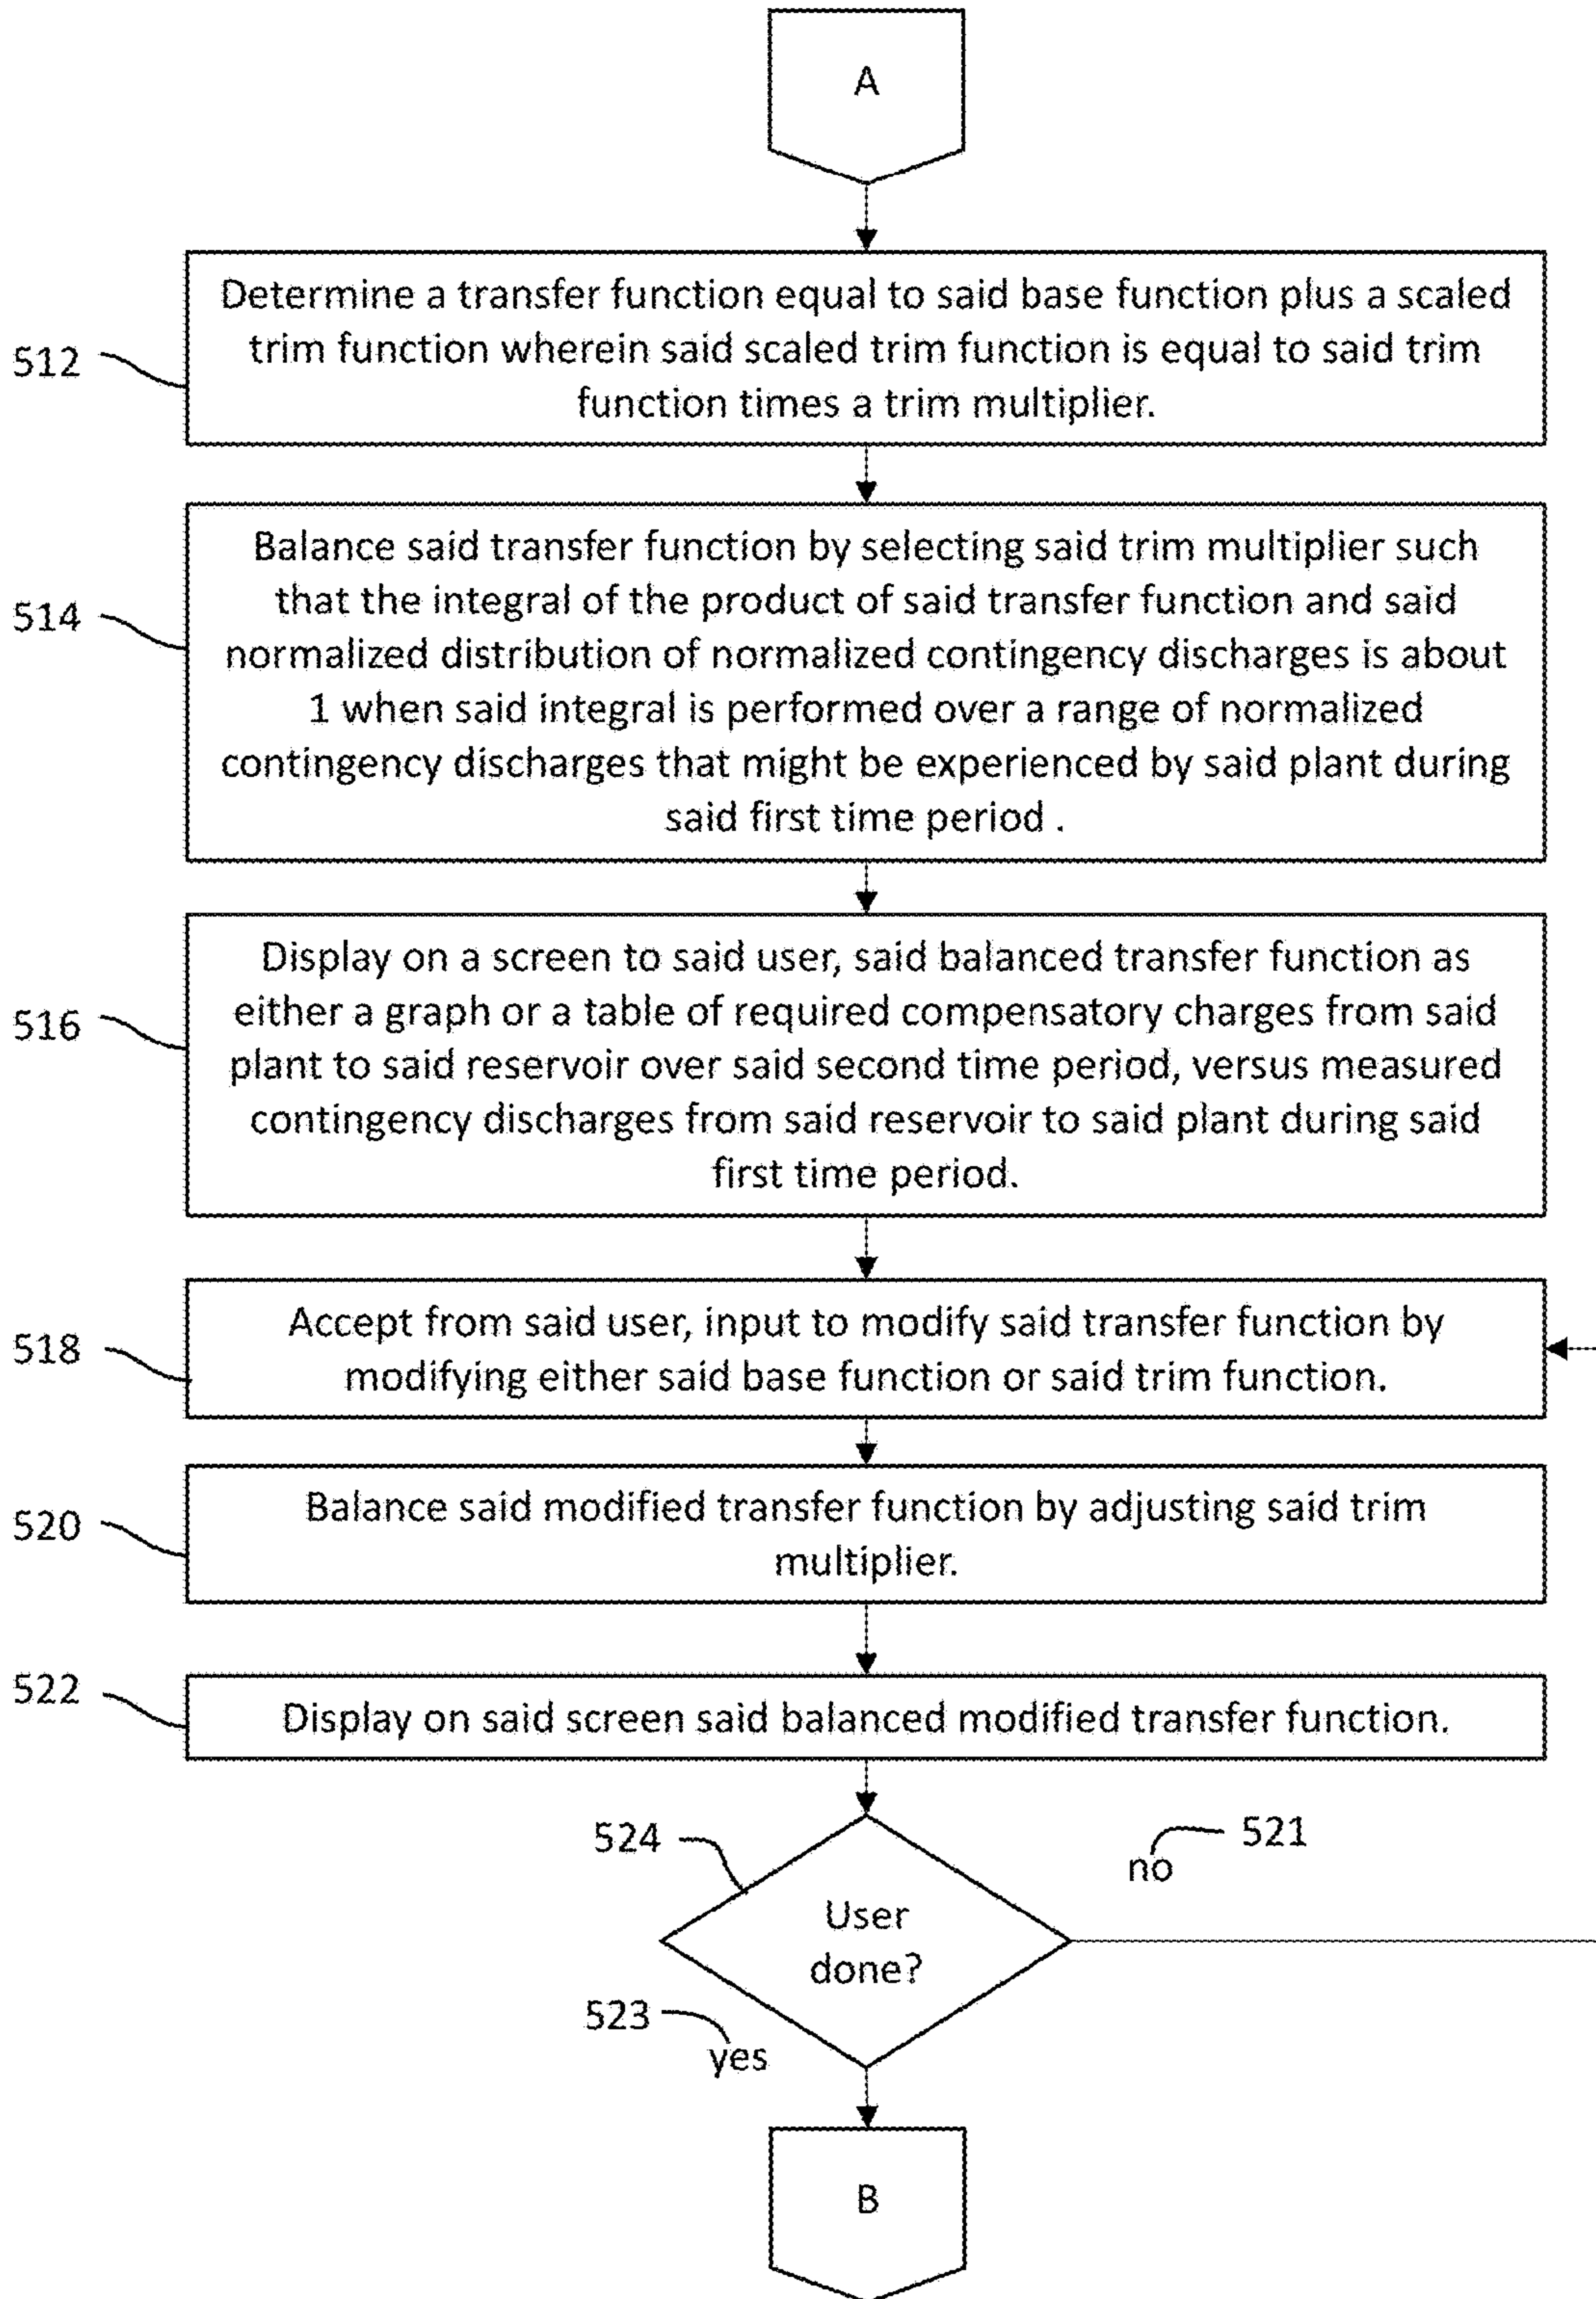 A
Determine a transfer function equal to said base function plus a scaled
trim function wherein said scaled trim function is equal to said trim
function times a trim multiplier.
512
Balance said transfer function by selecting said trim multiplier such
that the integral of the product of said transfer function and said
normalized distribution of normalized contingency discharges is about
1 when said integral is performed over a range of normalized
contingency discharges that might be experienced by said plant during
said first time period .
514
Display on a screen to said user, said balanced transfer function as
either a graph or a table of required compensatory charges from said
plant to said reservoir over said second time period, versus measured
contingency discharges from said reservoir to said plant during said
first time period.
516
Accept from said user, input to modify said transfer function by
modifying either said base function or said trim function.
518
Balance said modified transfer function by adjusting said trim
multiplier.
520
Display on said screen said balanced modified transfer function.
522
524
521
no
User
done?
523
yes
B